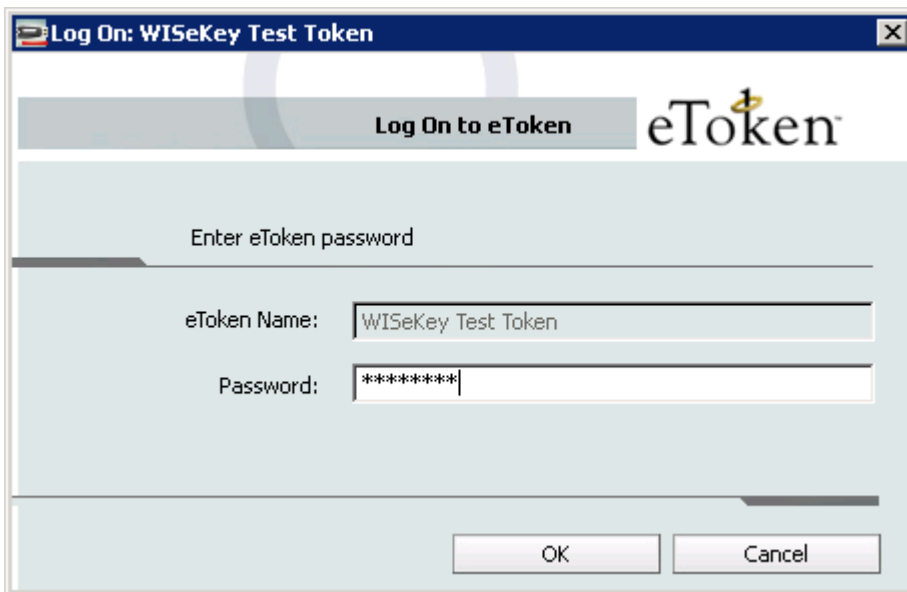 Log On: WISeKey Test Token
Log On to eToken
eToken™
Enter eToken password
eToken Name: WISeKey Test Token
Password: ********
OK Cancel